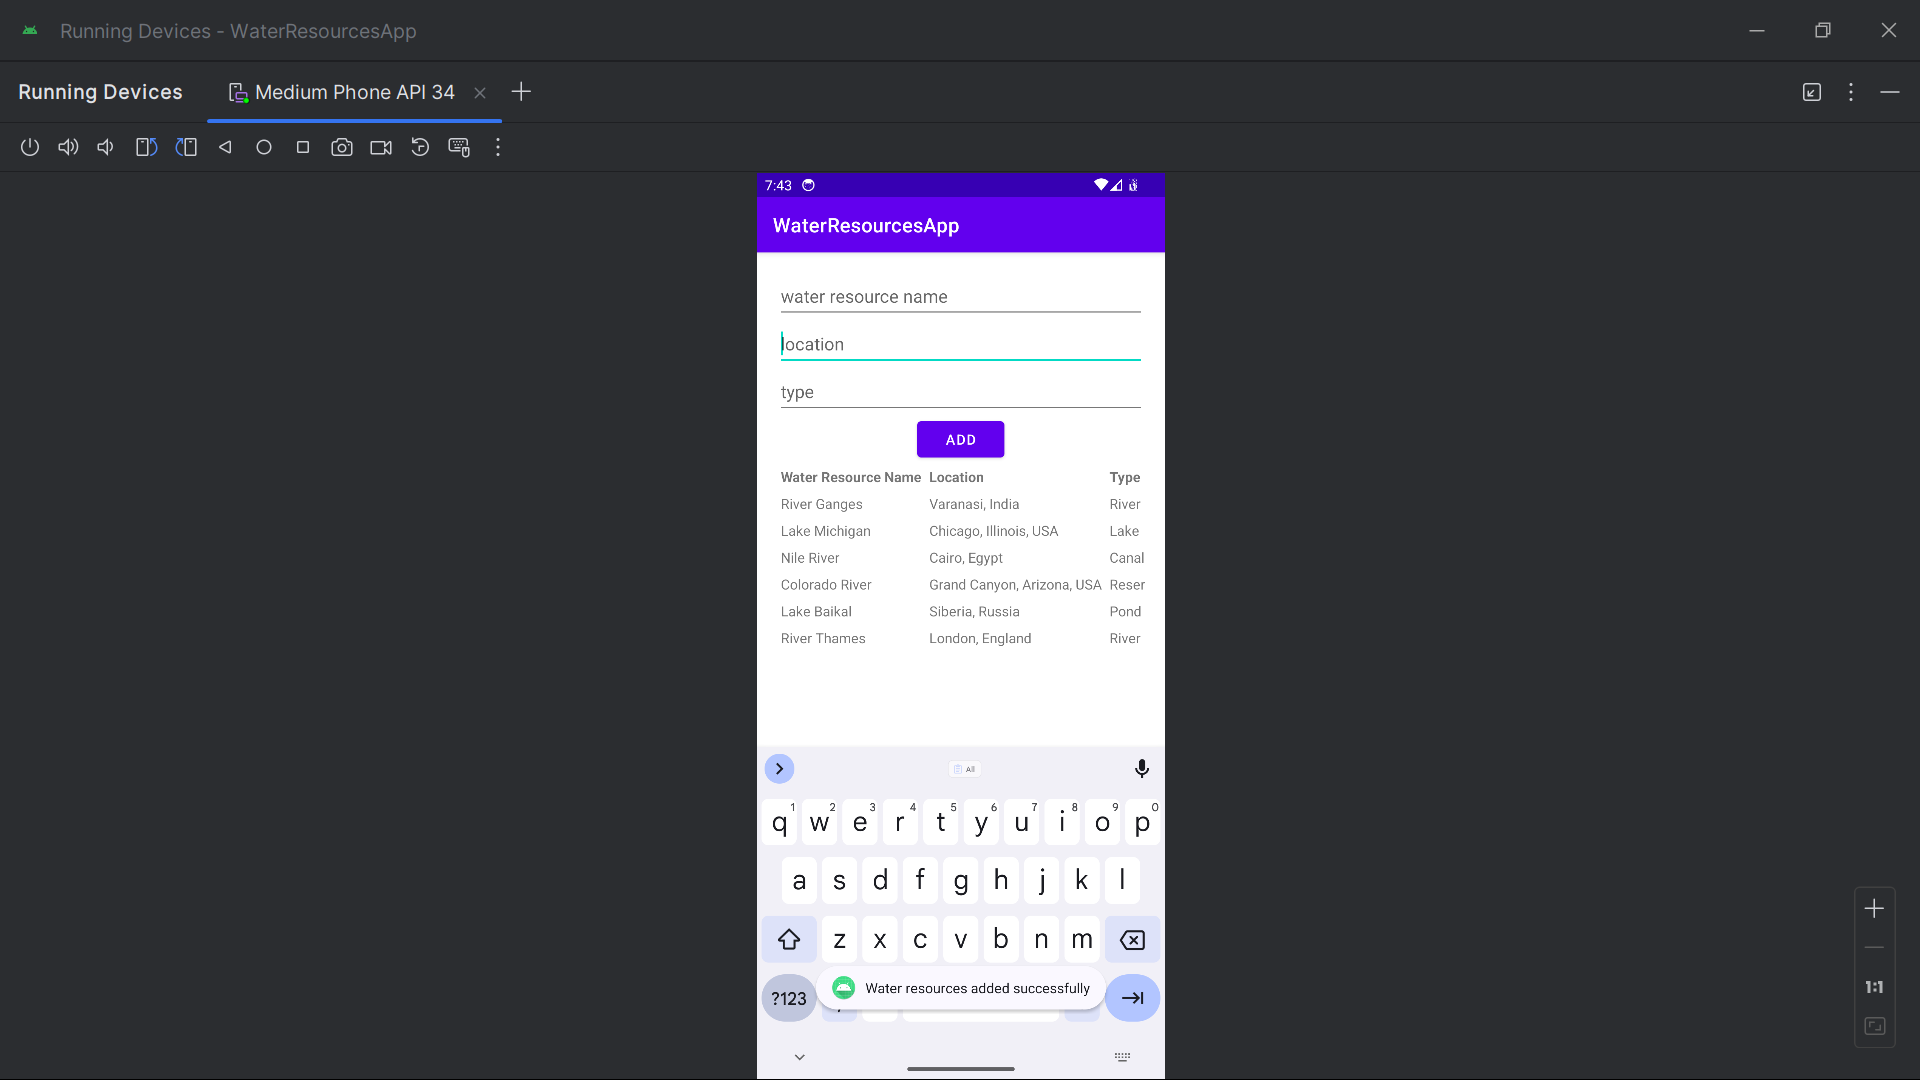 Running Devices - WaterResourcesApp
Running Devices Medium Phone API 34
7:43
WaterResourcesApp
water resource name
location
type
ADD
Water Resource Name Location Type
River Ganges Varanasi, India River
Lake Michigan Chicago, Illinois, USA Lake
Nile River Cairo, Egypt Canal
Colorado River Grand Canyon, Arizona, USA Reser
Lake Baikal Siberia, Russia Pond
River Thames London, England River
All
1 2 3 4 5 6 7 8 9 0
q w e r t y u i o p
a s d f g h j k l
z x c v b n m
?123 Water resources added successfully
1:1